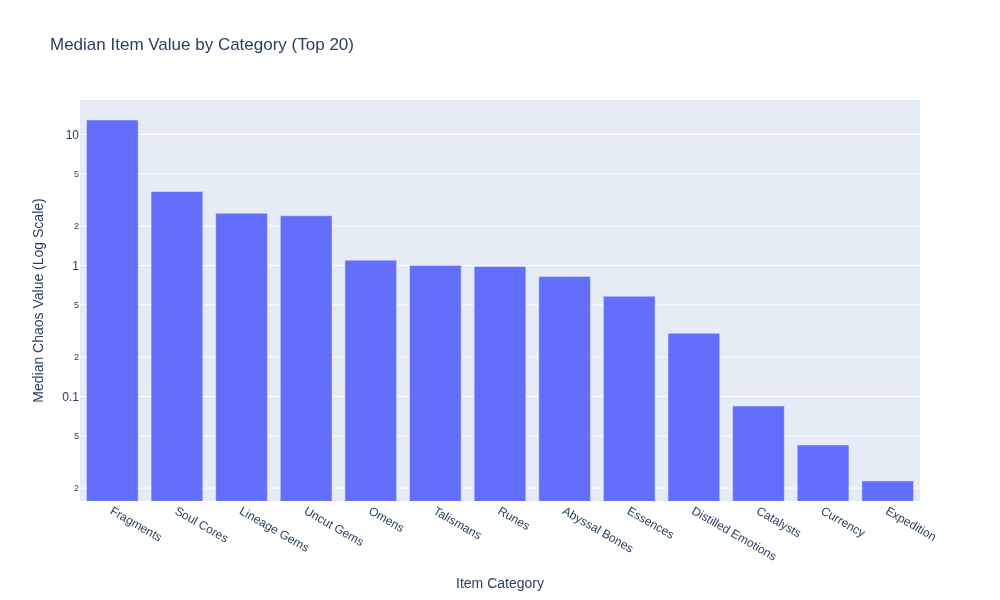 Median Item Value by Category (Top 20)
Median Chaos Value (Log Scale)
10
5
2
1
5
2
0.1
5
2
Fragments
Soul Cores
Lineage Gems
Uncut Gems
Omens
Talismans
Runes
Abyssal Bones
Essences
Distilled Emotions
Catalysts
Currency
Expedition
Item Category